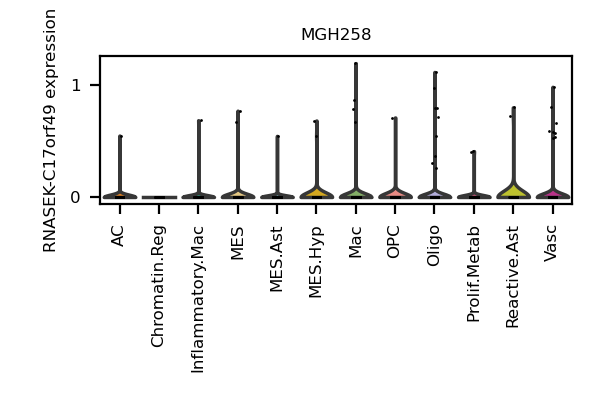 MGH258
RNASEK-C17orf49 expression
1
0
AC
Chromatin.Reg
Inflammatory.Mac
MES
MES.Ast
MES.Hyp
Mac
OPC
Oligo
Prolif.Metab
Reactive.Ast
Vasc